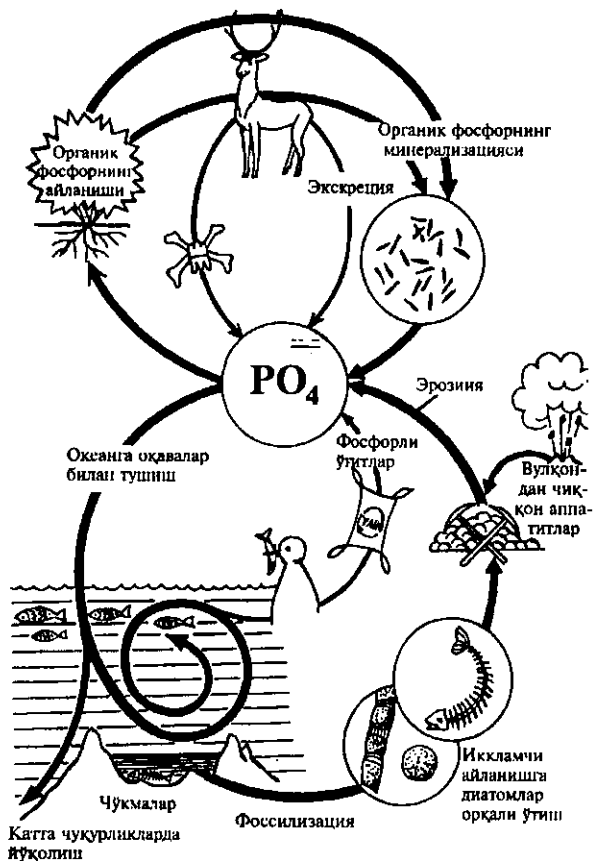 Органик
фосфорнинг
айланиши
Органик фосфорнинг
минерализацияси
Экскреция
PO₄
Эрозиия
Фосфорли
ўғитлар
Океанга оқавалар
билан тушиш
Вулқон-
дан чиқ-
қон аппа-
титлар
Чўкмалар
Фоссилизация
Катта чуқурликларда
йўқолиш
Иккламчи
айланишга
диатомлар
орқали ўтиш